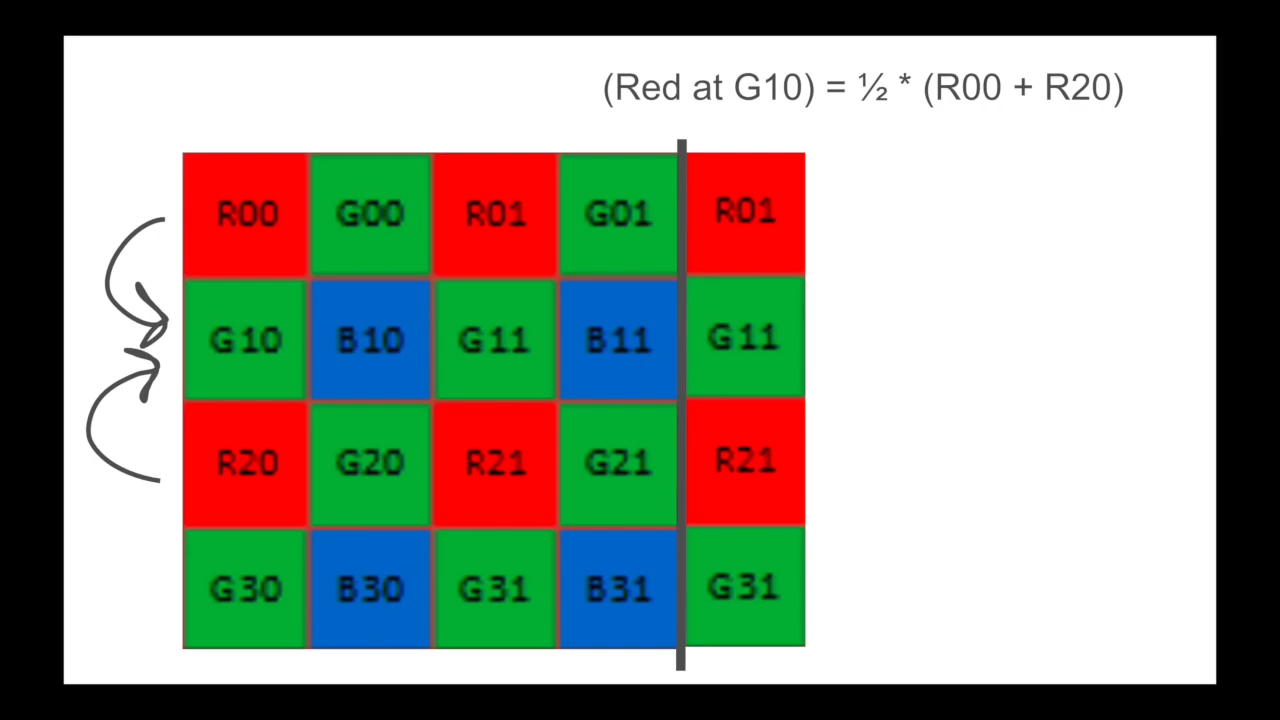 (Red at G10) = ½ * (R00 + R20)
R00 G00 R01 G01 R01
G10 B10 G11 B11 G11
R20 G20 R21 G21 R21
G30 B30 G31 B31 G31